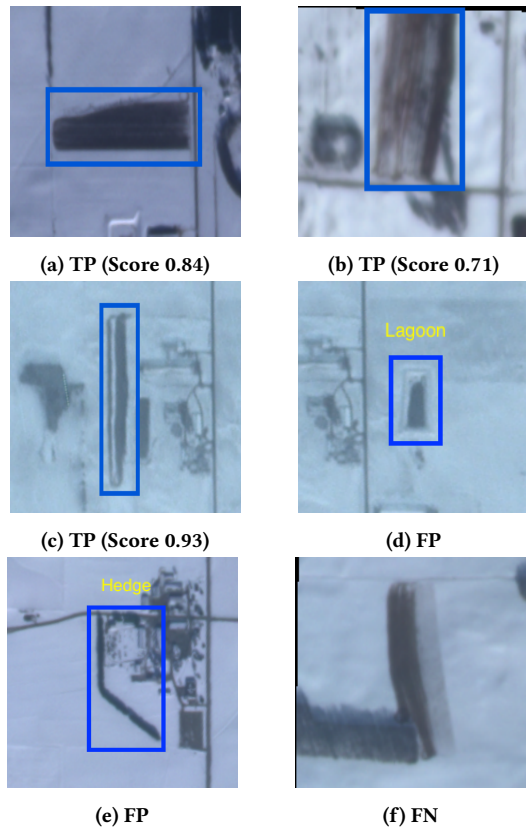 (a) TP (Score 0.84)
(b) TP (Score 0.71)
Lagoon
(c) TP (Score 0.93)
(d) FP
Hedge
(e) FP
(f) FN